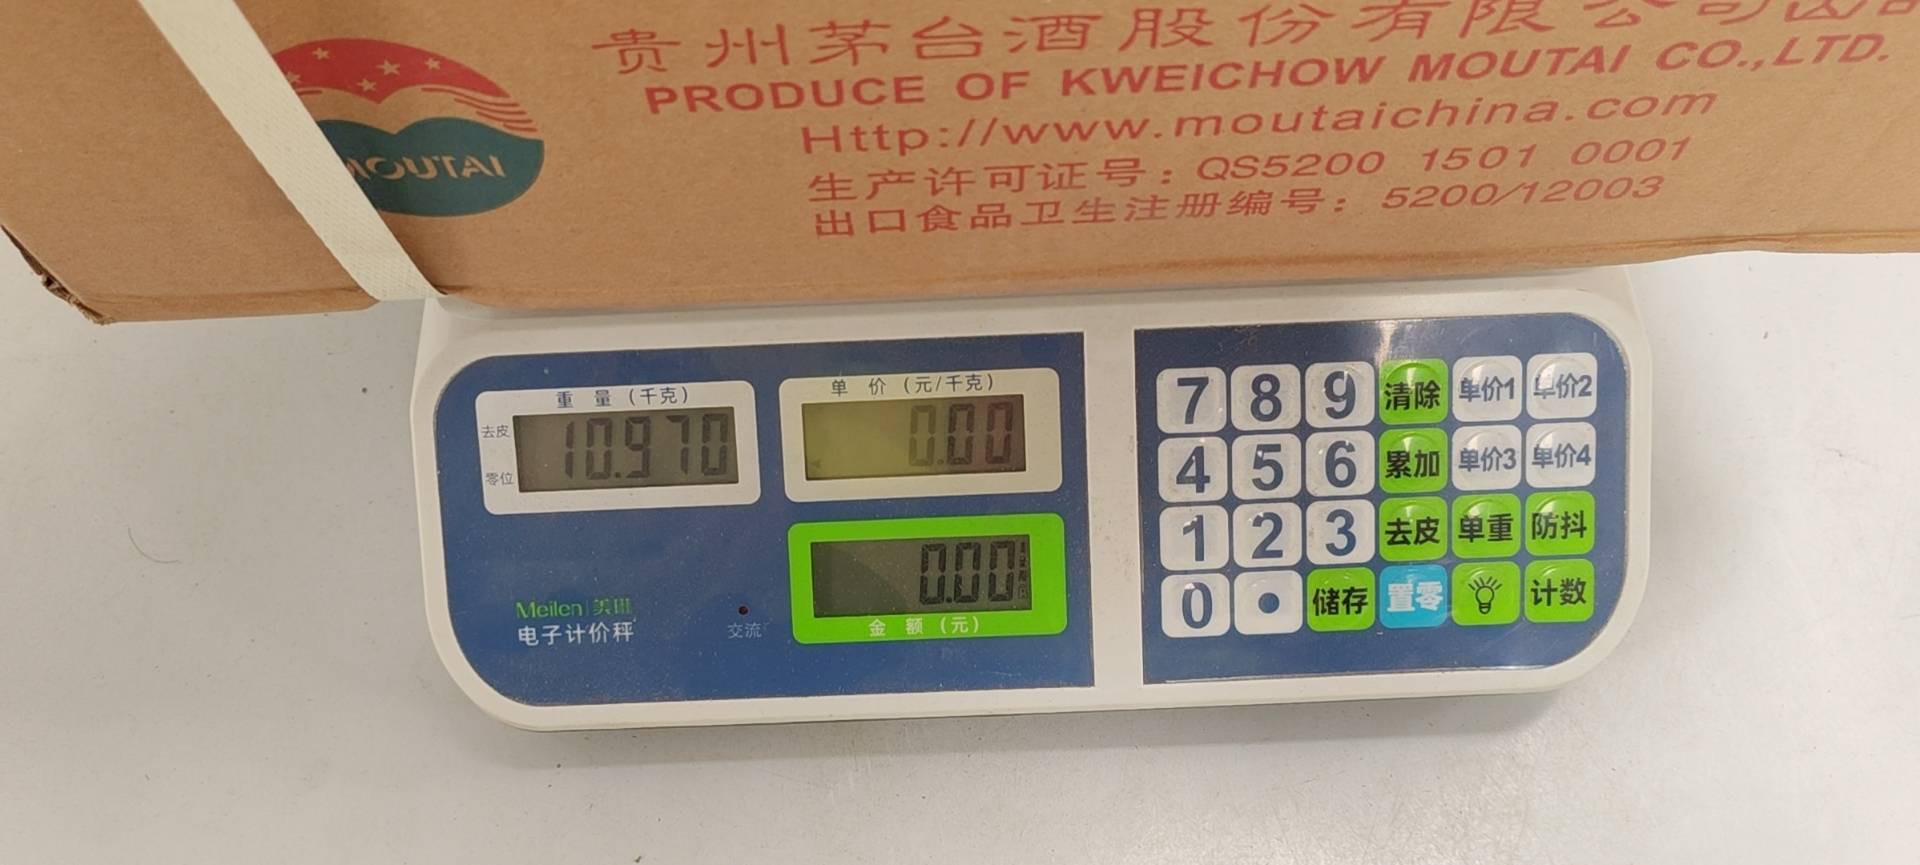 贵州茅台酒股份有限公司出品
PRODUCE OF KWEICHOW MOUTAI CO.,LTD.
Http://www.moutaichina.com
MOUTAI
生产许可证号：QS5200 1501 0001
出口食品卫生注册编号：5200/12003
重量(千克)
去皮
零位
10.970
单价(元/千克)
0.00
0.00
金额(元)
Meilen 美琳
电子计价秤
交流
7 8 9 清除 单价1 单价2
4 5 6 累加 单价3 单价4
1 2 3 去皮 单重 防抖
0 • 储存 置零 计数